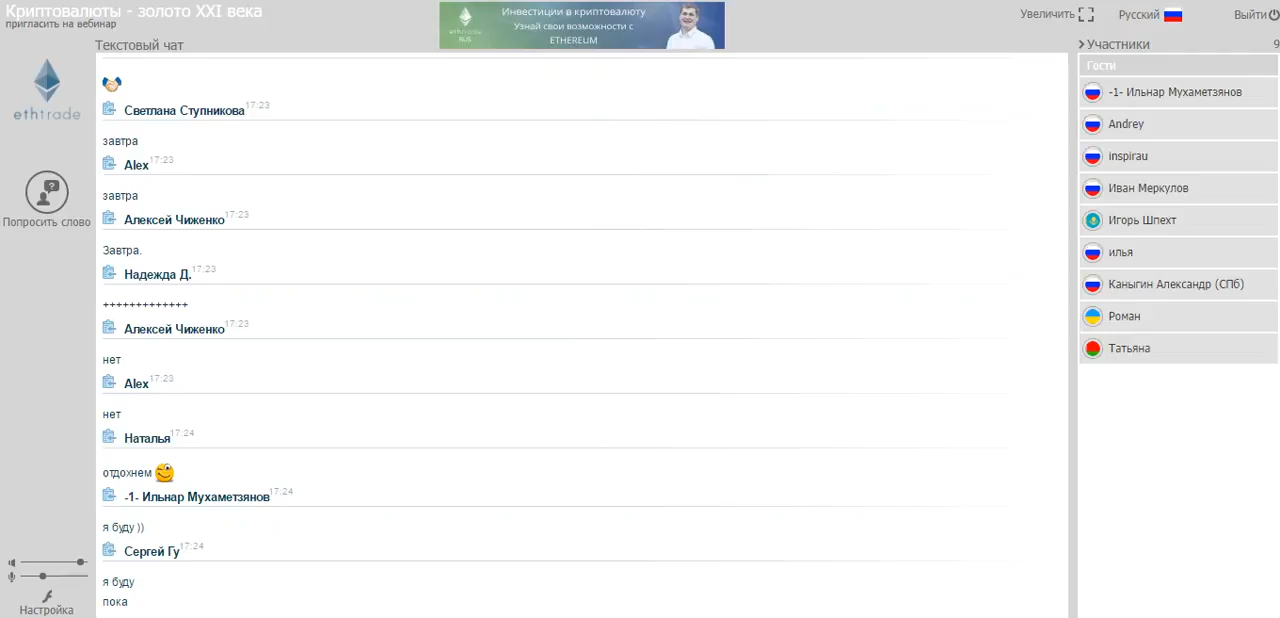 Криптовалюты - золото XXI века
пригласить на вебинар
Инвестиции в криптовалюту
Узнай свои возможности с
ETHEREUM
ethtrade
RUS
Увеличить
Русский
Выйти
Текстовый чат
Участники
9
ethtrade
Попросить слово
Настройка
Светлана Ступникова 17:23
завтра
Alex 17:23
завтра
Алексей Чиженко 17:23
Завтра.
Надежда Д. 17:23
+++++++++++++
Алексей Чиженко 17:23
нет
Alex 17:23
нет
Наталья 17:24
отдохнем
-1- Ильнар Мухаметзянов 17:24
я буду ))
Сергей Гу 17:24
я буду
пока
Гости
-1- Ильнар Мухаметзянов
Andrey
inspirau
Иван Меркулов
Игорь Шпехт
илья
Каныгин Александр (СПб)
Роман
Татьяна